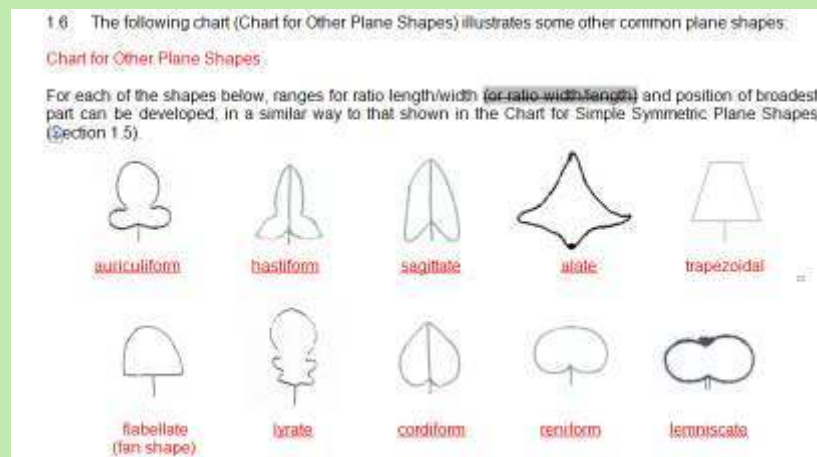 1.6 The following chart (Chart for Other Plane Shapes) illustrates some other common plane shapes:
Chart for Other Plane Shapes
For each of the shapes below, ranges for ratio length/width (or ratio width/length) and position of broadest
part can be developed, in a similar way to that shown in the Chart for Simple Symmetric Plane Shapes
(Section 1.5).
auriculiform hastiform sagittate alate trapezoidal
flabellate lyrate cordiform reniform lemniscate
(fan shape)